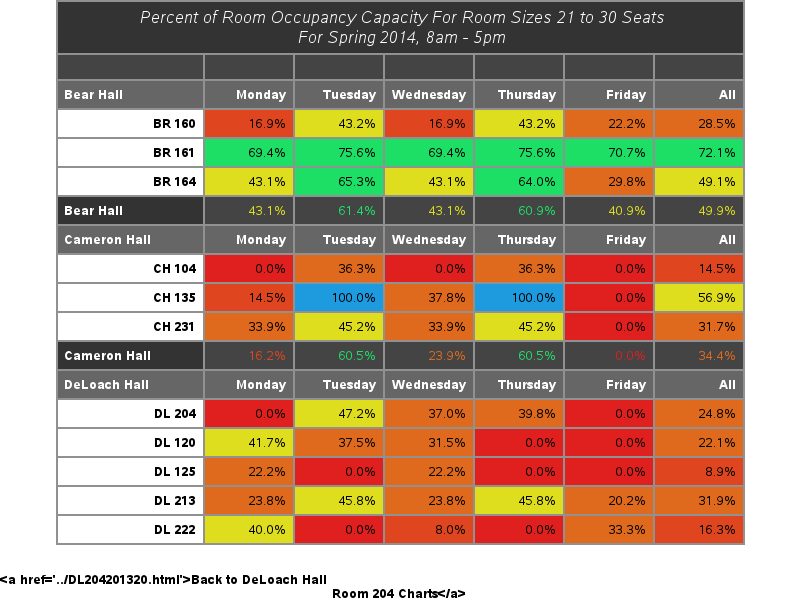 Percent of Room Occupancy Capacity For Room Sizes 21 to 30 Seats
For Spring 2014, 8am - 5pm
Bear Hall Monday Tuesday Wednesday Thursday Friday All
BR 160 16.9% 43.2% 16.9% 43.2% 22.2% 28.5%
BR 161 69.4% 75.6% 69.4% 75.6% 70.7% 72.1%
BR 164 43.1% 65.3% 43.1% 64.0% 29.8% 49.1%
Bear Hall 43.1% 61.4% 43.1% 60.9% 40.9% 49.9%
Cameron Hall Monday Tuesday Wednesday Thursday Friday All
CH 104 0.0% 36.3% 0.0% 36.3% 0.0% 14.5%
CH 135 14.5% 100.0% 37.8% 100.0% 0.0% 56.9%
CH 231 33.9% 45.2% 33.9% 45.2% 0.0% 31.7%
Cameron Hall 16.2% 60.5% 23.9% 60.5% 0.0% 34.4%
DeLoach Hall Monday Tuesday Wednesday Thursday Friday All
DL 204 0.0% 47.2% 37.0% 39.8% 0.0% 24.8%
DL 120 41.7% 37.5% 31.5% 0.0% 0.0% 22.1%
DL 125 22.2% 0.0% 22.2% 0.0% 0.0% 8.9%
DL 213 23.8% 45.8% 23.8% 45.8% 20.2% 31.9%
DL 222 40.0% 0.0% 8.0% 0.0% 33.3% 16.3%
<a href='../DL204201320.html'>Back to DeLoach Hall
Room 204 Charts</a>